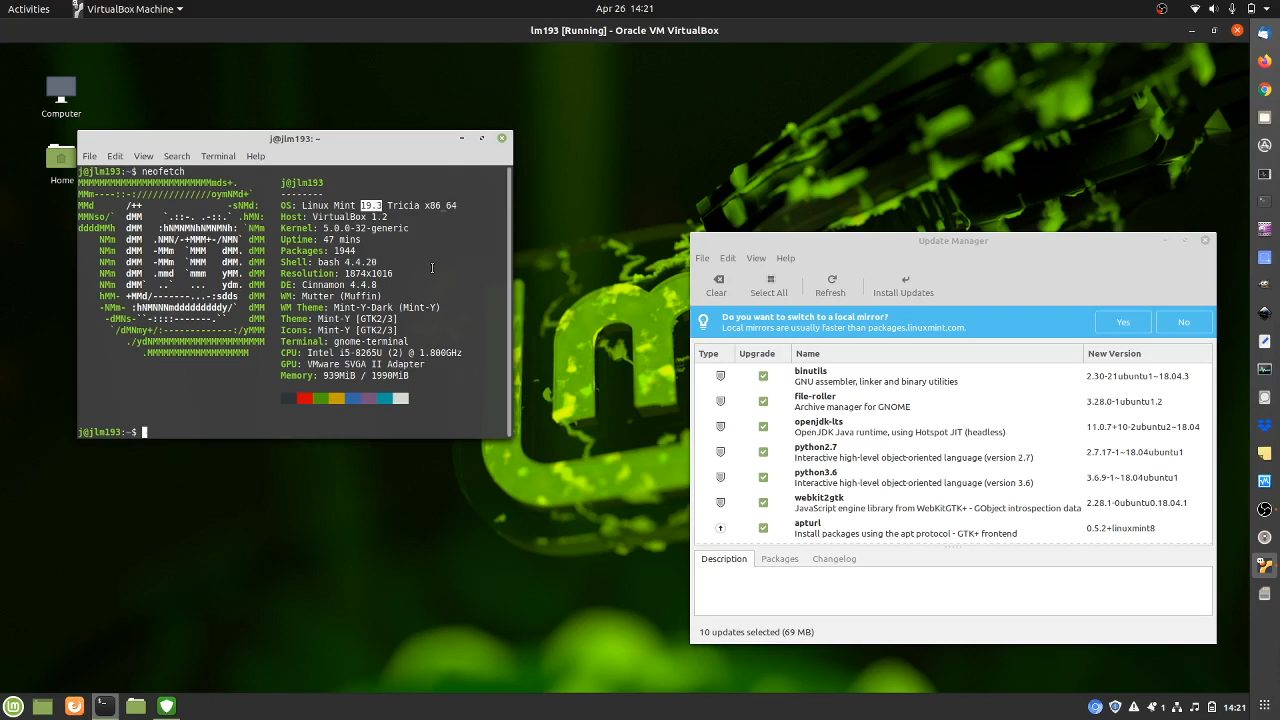 Activities
VirtualBox Machine
Apr 26 14:21
lm193 [Running] - Oracle VM VirtualBox
Computer
Home
j@jlm193: ~
File Edit View Search Terminal Help
j@jlm193:~$ neofetch
j@jlm193
--------
OS: Linux Mint 19.3 Tricia x86_64
Host: VirtualBox 1.2
Kernel: 5.0.0-32-generic
Uptime: 47 mins
Packages: 1944
Shell: bash 4.4.20
Resolution: 1874x1016
DE: Cinnamon 4.4.8
WM: Mutter (Muffin)
WM Theme: Mint-Y-Dark (Mint-Y)
Theme: Mint-Y [GTK2/3]
Icons: Mint-Y [GTK2/3]
Terminal: gnome-terminal
CPU: Intel i5-8265U (2) @ 1.800GHz
GPU: VMware SVGA II Adapter
Memory: 939MiB / 1990MiB
j@jlm193:~$
Update Manager
File Edit View Help
Clear Select All Refresh Install Updates
Do you want to switch to a local mirror?
Local mirrors are usually faster than packages.linuxmint.com.
Yes No
Type Upgrade Name New Version
binutils
GNU assembler, linker and binary utilities
2.30-21ubuntu1~18.04.3
file-roller
Archive manager for GNOME
3.28.0-1ubuntu1.2
openjdk-lts
OpenJDK Java runtime, using Hotspot JIT (headless)
11.0.7+10-2ubuntu2~18.04
python2.7
Interactive high-level object-oriented language (version 2.7)
2.7.17-1~18.04ubuntu1
python3.6
Interactive high-level object-oriented language (version 3.6)
3.6.9-1~18.04ubuntu1
webkit2gtk
JavaScript engine library from WebKitGTK+ - GObject introspection data
2.28.1-0ubuntu0.18.04.1
apturl
Install packages using the apt protocol - GTK+ frontend
0.5.2+linuxmint8
Description Packages Changelog
10 updates selected (69 MB)
1
14:21